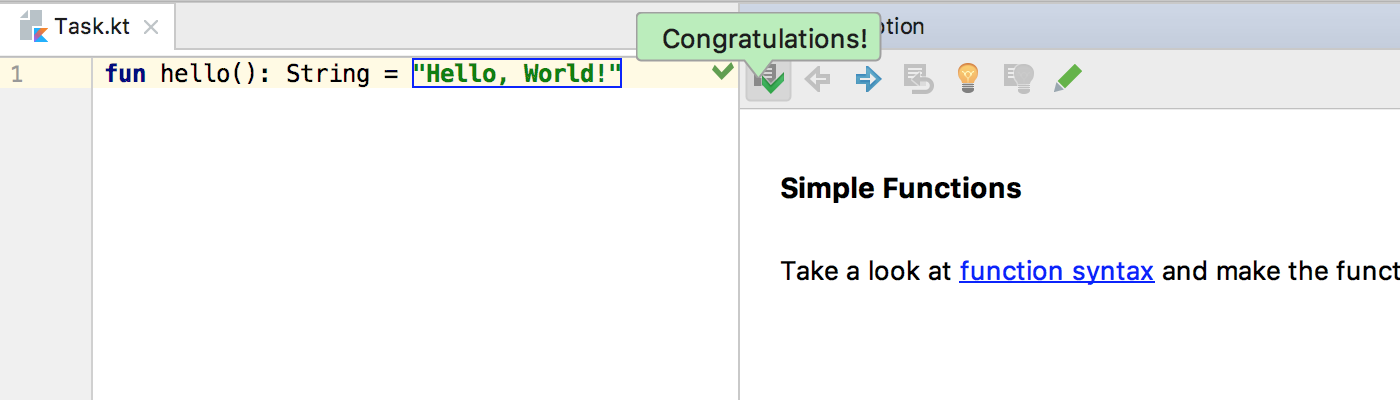 Task.kt
Congratulations!
1
fun hello(): String = "Hello, World!"
Simple Functions
Take a look at function syntax and make the funct